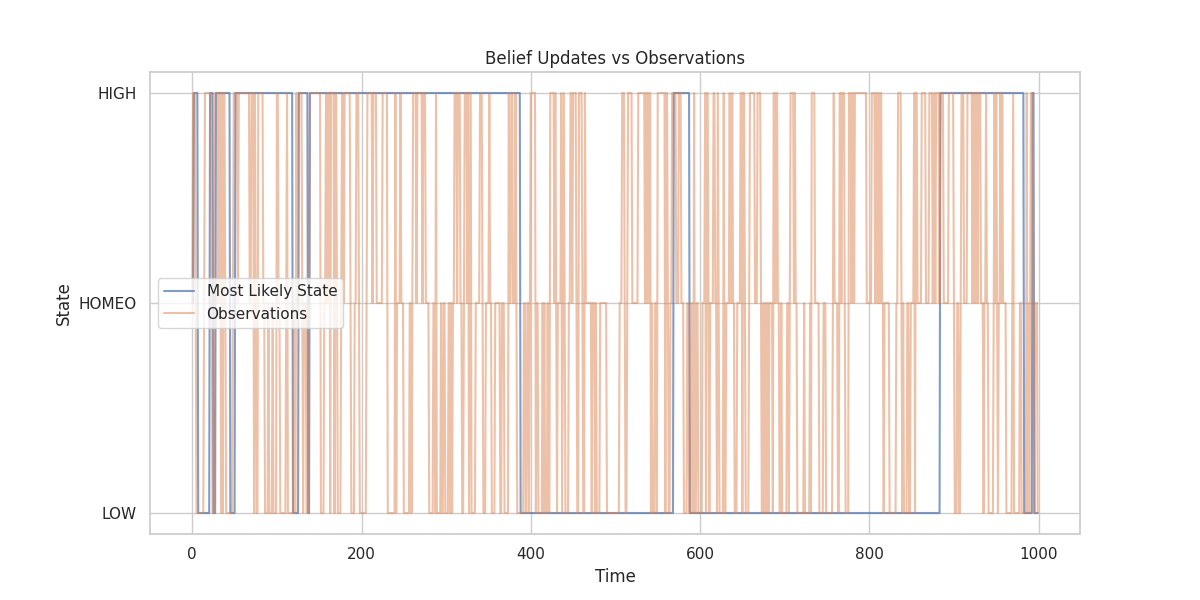 Belief Updates vs Observations
HIGH
HOMEO
LOW
State
Most Likely State
Observations
0
200
400
600
800
1000
Time